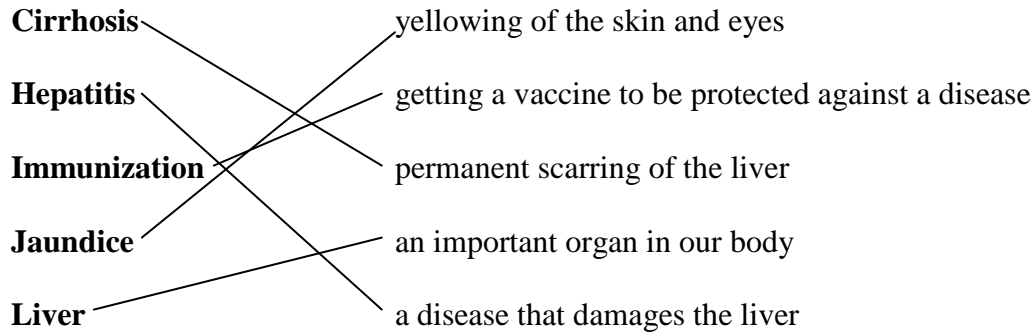 Cirrhosis yellowing of the skin and eyes
Hepatitis getting a vaccine to be protected against a disease
Immunization permanent scarring of the liver
Jaundice an important organ in our body
Liver a disease that damages the liver